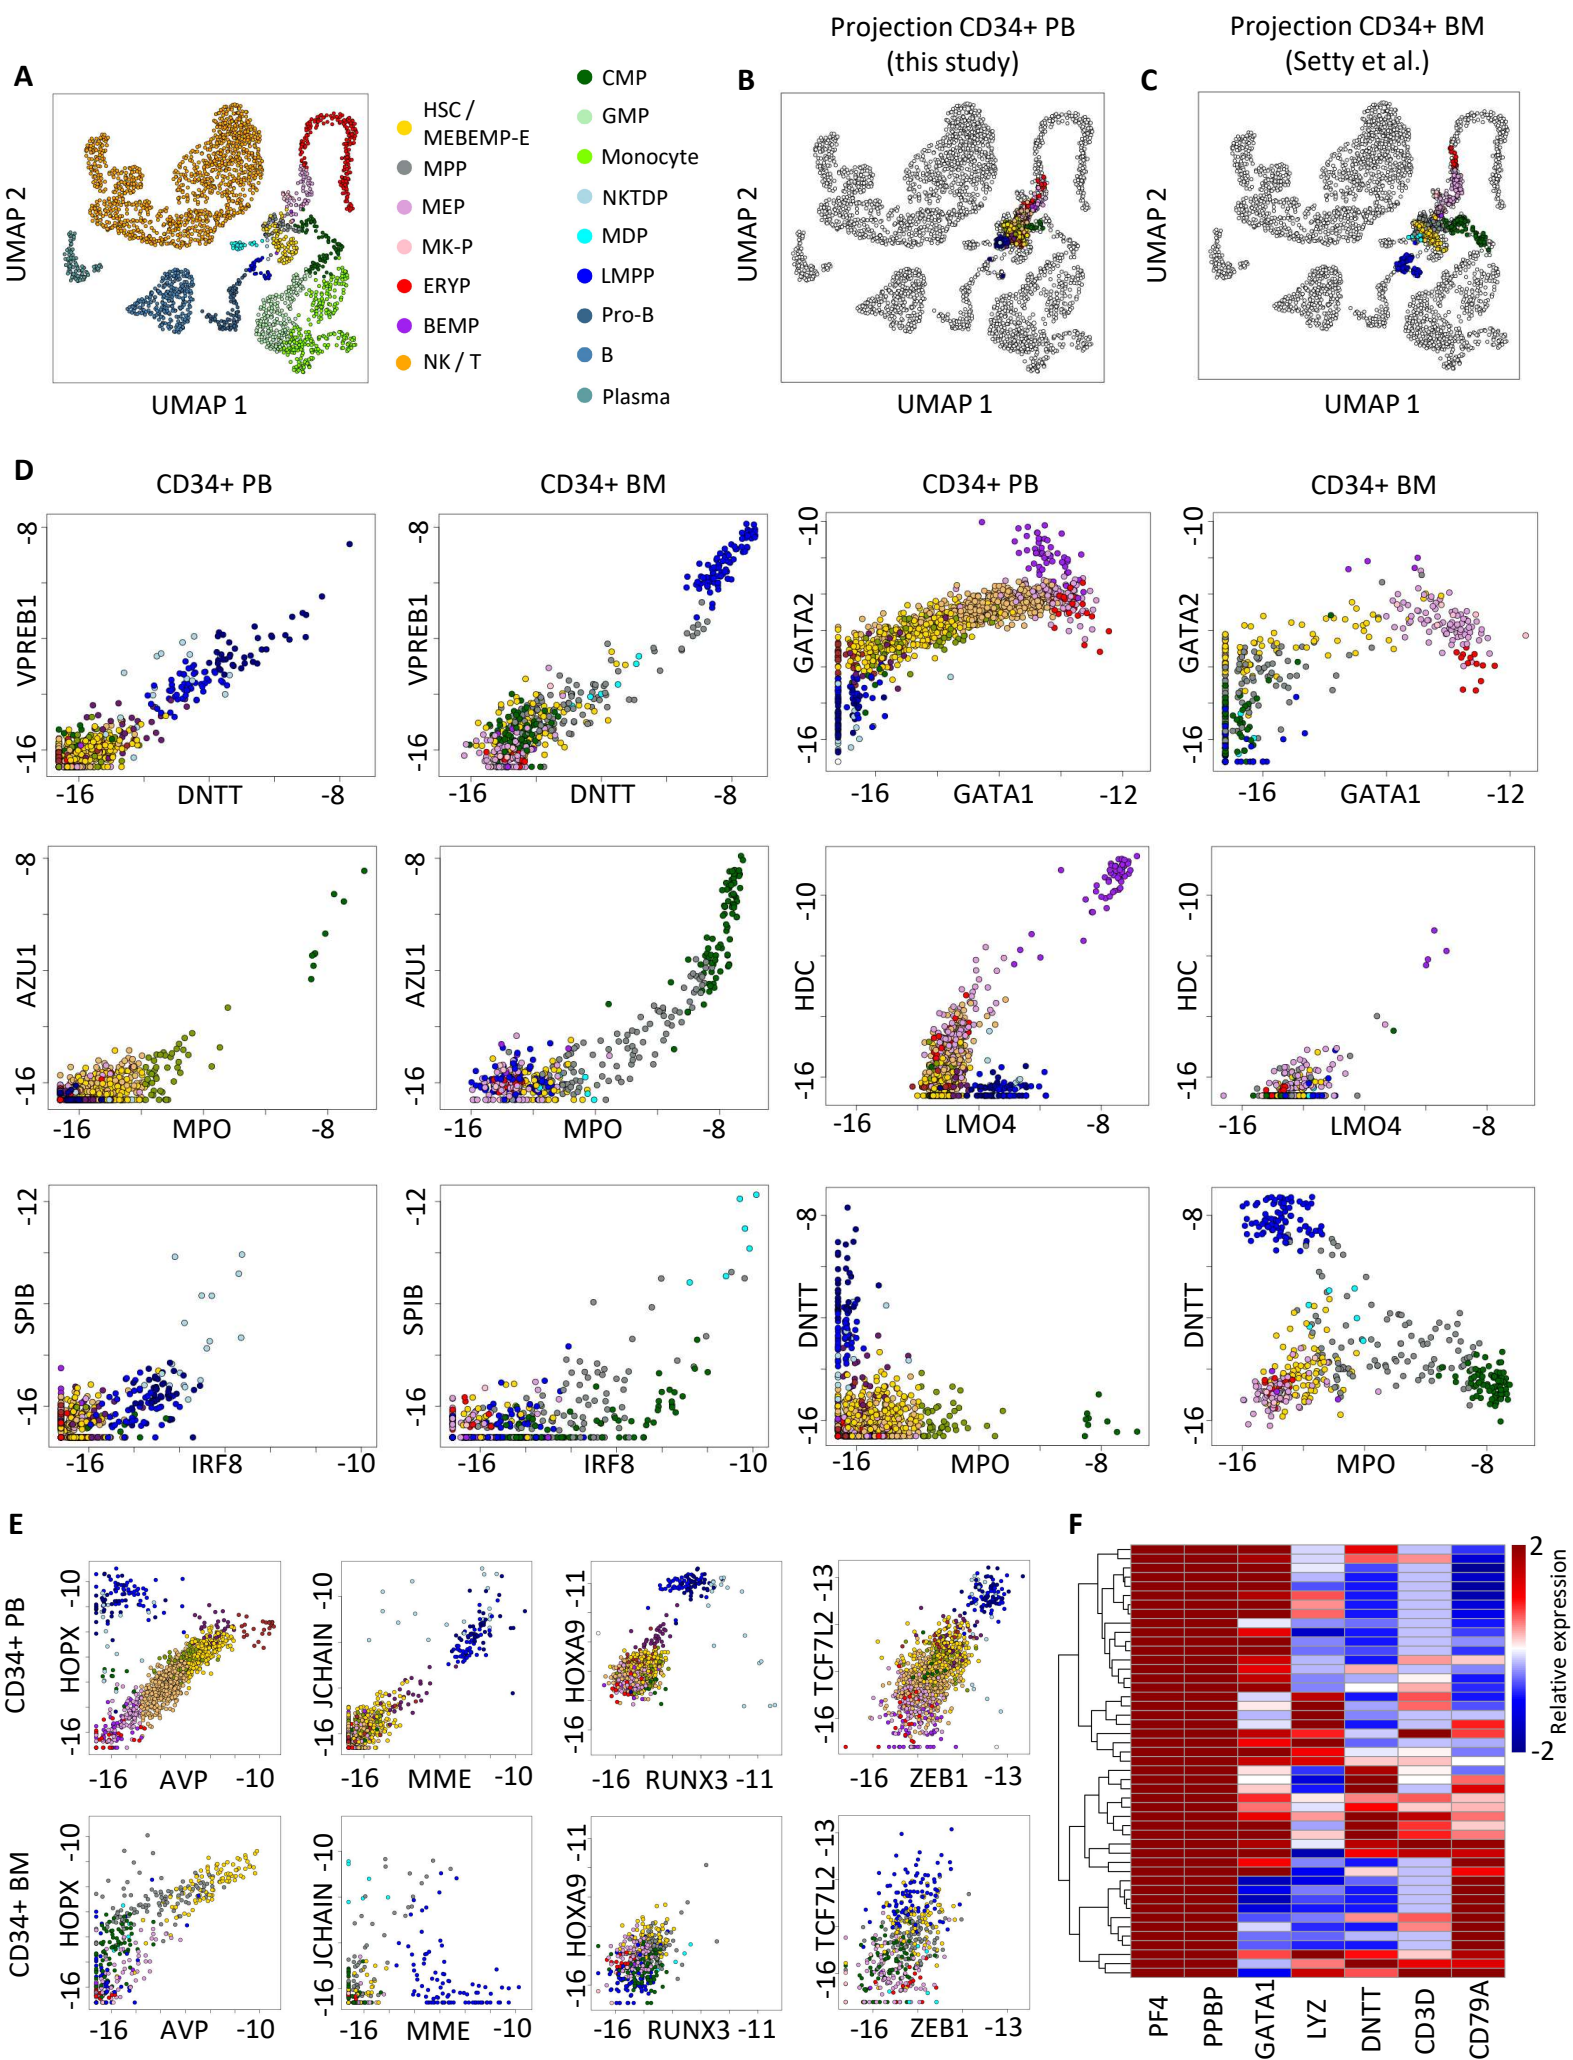 A
UMAP 2
UMAP 1
HSC /
MEBEMP-E
MPP
MEP
MK-P
ERYP
BEMP
NK / T
CMP
GMP
Monocyte
NKTDP
MDP
LMPP
Pro-B
B
Plasma
Projection CD34+ PB
(this study)
B
UMAP 2
UMAP 1
Projection CD34+ BM
(Setty et al.)
C
UMAP 2
UMAP 1
D
CD34+ PB
-8
VPREB1
-16
-16 DNTT -8
CD34+ BM
-8
VPREB1
-16
-16 DNTT -8
CD34+ PB
-10
GATA2
-16
-16 GATA1 -12
CD34+ BM
-10
GATA2
-16
-16 GATA1 -12
-8
AZU1
-16
-16 MPO -8
-8
AZU1
-16
-16 MPO -8
-10
HDC
-16
-16 LMO4 -8
-10
HDC
-16
-16 LMO4 -8
-12
SPIB
-16
-16 IRF8 -10
-12
SPIB
-16
-16 IRF8 -10
-8
DNTT
-16
-16 MPO -8
-8
DNTT
-16
-16 MPO -8
E
CD34+ PB
-16 HOPX -10
-16 AVP -10
-16 JCHAIN -10
-16 MME -10
-16 HOXA9 -11
-16 RUNX3 -11
-16 TCF7L2 -13
-16 ZEB1 -13
CD34+ BM
-16 HOPX -10
-16 AVP -10
-16 JCHAIN -10
-16 MME -10
-16 HOXA9 -11
-16 RUNX3 -11
-16 TCF7L2 -13
-16 ZEB1 -13
F
2
-2
Relative expression
PF4
PPBP
GATA1
LYZ
DNTT
CD3D
CD79A